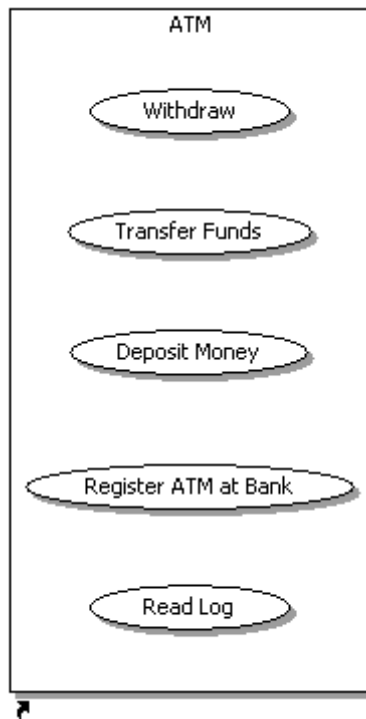 ATM
Withdraw
Transfer Funds
Deposit Money
Register ATM at Bank
Read Log